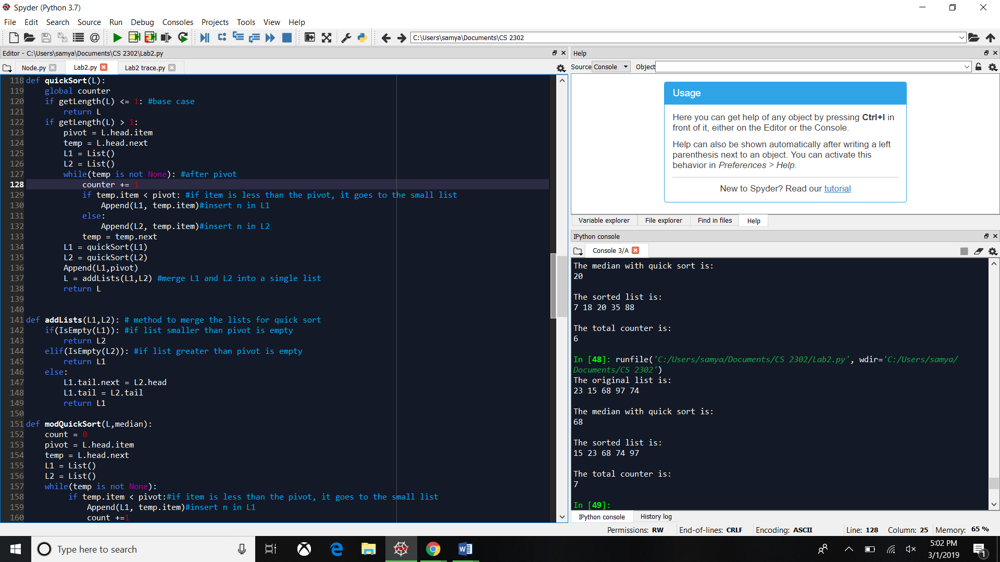 Spyder (Python 3.7)
File Edit Search Source Run Debug Consoles Projects Tools View Help
C:\Users\samya\Documents\CS 2302
Editor - C:\Users\samya\Documents\CS 2302\Lab2.py
Node.py Lab2.py Lab2 trace.py
118 def quickSort(L):
119     global counter
120     if getLength(L) <= 1: #base case
121         return L
122     if getLength(L) > 1:
123         pivot = L.head.item
124         temp = L.head.next
125         L1 = List()
126         L2 = List()
127         while(temp is not None): #after pivot
128             counter += 1
129             if temp.item < pivot: #if item is less than the pivot, it goes to the small list
130                 Append(L1, temp.item)#insert n in L1
131             else:
132                 Append(L2, temp.item)#insert n in L2
133             temp = temp.next
134         L1 = quickSort(L1)
135         L2 = quickSort(L2)
136         Append(L1,pivot)
137         L = addLists(L1,L2) #merge L1 and L2 into a single list
138         return L
139
140
141 def addLists(L1,L2): # method to merge the lists for quick sort
142     if(IsEmpty(L1)): #if list smaller than pivot is empty
143         return L2
144     elif(IsEmpty(L2)): #if list greater than pivot is empty
145         return L1
146     else:
147         L1.tail.next = L2.head
148         L1.tail = L2.tail
149         return L1
150
151 def modQuickSort(L,median):
152     count = 0
153     pivot = L.head.item
154     temp = L.head.next
155     L1 = List()
156     L2 = List()
157     while(temp is not None):
158          if temp.item < pivot:#if item is less than the pivot, it goes to the small list
159              Append(L1, temp.item)#insert n in L1
160              count +=1
Help
Source Console Object
Usage
Here you can get help of any object by pressing Ctrl+I in
front of it, either on the Editor or the Console.
Help can also be shown automatically after writing a left
parenthesis next to an object. You can activate this
behavior in Preferences > Help.
New to Spyder? Read our tutorial
Variable explorer File explorer Find in files Help
IPython console
Console 3/A
The median with quick sort is:
20
The sorted list is:
7 18 20 35 88
The total counter is:
6
In [48]: runfile('C:/Users/samya/Documents/CS 2302/Lab2.py', wdir='C:/Users/samya/
Documents/CS 2302')
The original list is:
23 15 68 97 74
The median with quick sort is:
68
The sorted list is:
15 23 68 74 97
The total counter is:
7
In [49]:
IPython console History log
Permissions: RW End-of-lines: CRLF Encoding: ASCII Line: 128 Column: 25 Memory: 65 %
Type here to search
5:02 PM
3/1/2019
1